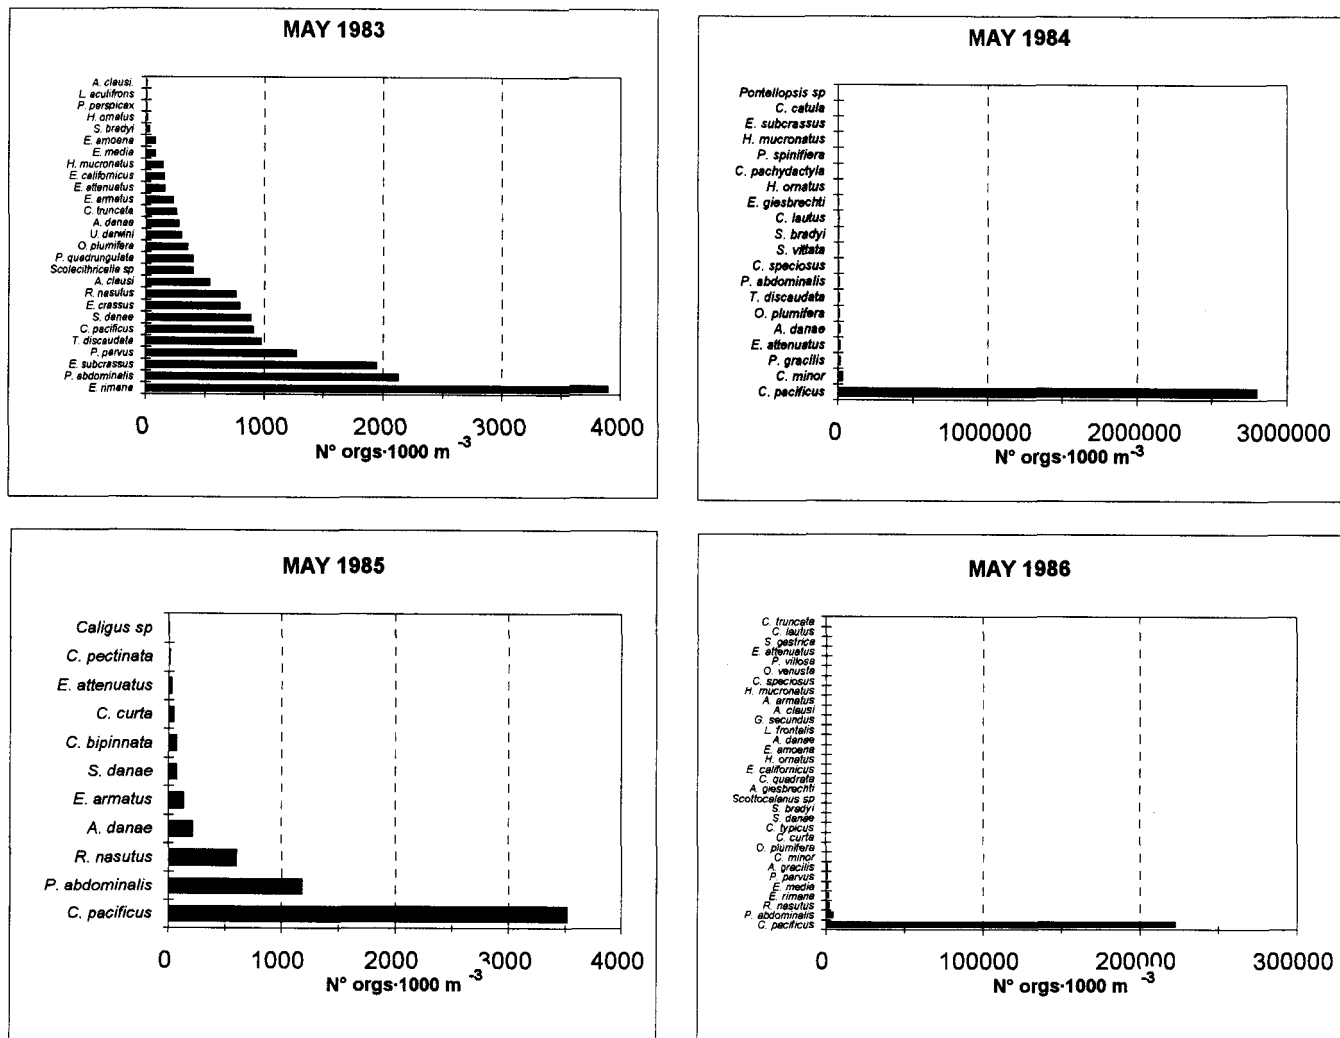 MAY 1983
A. clausi.
L. aculifrons
P. perspicax
H. ornatus
S. bradyi
E. amoena
E. media
H. mucronatus
E. californicus
E. attenuatus
E. armatus
C. truncata
A. danae
U. darwini
O. plumifera
P. quadrungulata
Scolecithricella sp
A. clausi
R. nasutus
E. crassus
S. danae
C. pacificus
T. discaudata
P. parvus
E. subcrassus
P. abdominalis
E. rimana
0 1000 2000 3000 4000
N° orgs·1000 m -3
MAY 1984
Pontellopsis sp
C. catula
E. subcrassus
H. mucronatus
P. spinifiera
C. pachydactyla
H. ornatus
E. giesbrechti
C. lautus
S. bradyi
S. vittata
C. speciosus
P. abdominalis
T. discaudata
O. plumifera
A. danae
E. attenuatus
P. gracilis
C. minor
C. pacificus
0 1000000 2000000 3000000
N° orgs·1000 m -3
MAY 1985
Caligus sp
C. pectinata
E. attenuatus
C. curta
C. bipinnata
S. danae
E. armatus
A. danae
R. nasutus
P. abdominalis
C. pacificus
0 1000 2000 3000 4000
N° orgs·1000 m -3
MAY 1986
C. truncata
C. lautus
S. gestrica
E. attenuatus
P. villosa
O. venusta
C. speciosus
H. mucronatus
A. armatus
A. clausi
G. secundus
L. frontalis
A. danae
E. amoena
H. ornatus
E. californicus
C. quadrata
A. giesbrechti
Scottocalanus sp
S. bradyi
S. danae
C. typicus
C. curta
O. plumifera
C. minor
A. gracilis
P. parvus
E. media
E. rimana
R. nasutus
P. abdominalis
C. pacificus
0 100000 200000 300000
N° orgs·1000 m -3